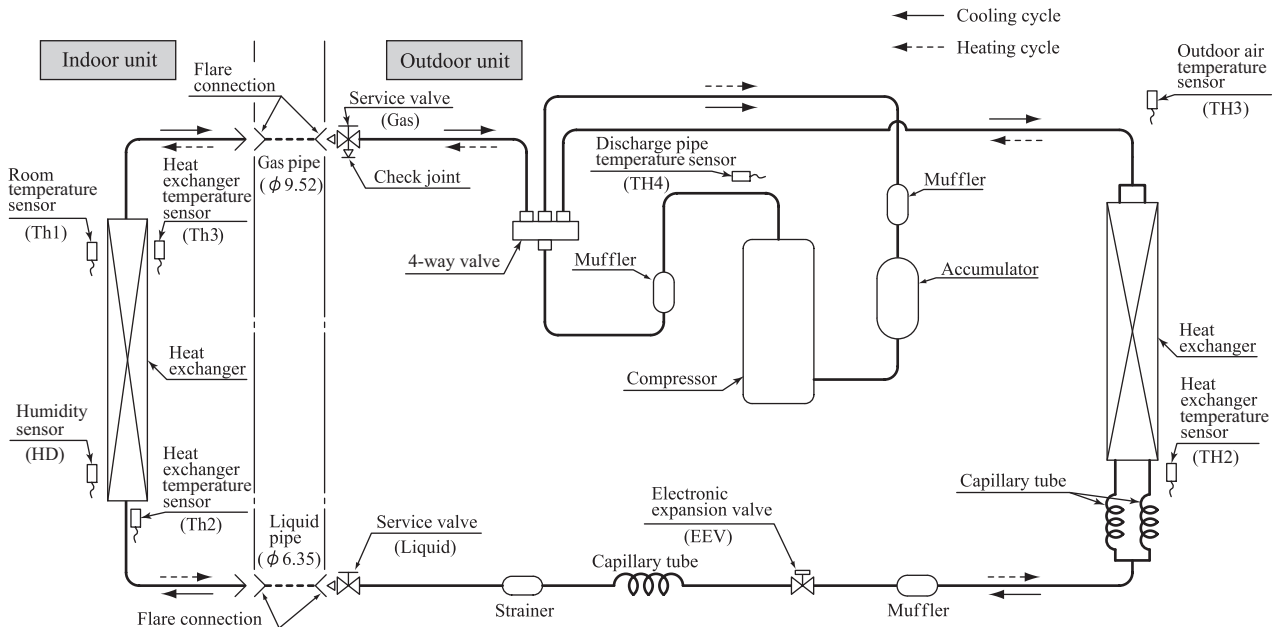 Cooling cycle
Heating cycle
Indoor unit
Outdoor unit
Flare
connection
Service valve
(Gas)
Outdoor air
temperature
sensor
(TH3)
Gas pipe
(ϕ9.52)
Check joint
Discharge pipe
temperature sensor
(TH4)
Muffler
Room
temperature
sensor
(Th1)
Heat
exchanger
temperature
sensor
(Th3)
4-way valve
Muffler
Accumulator
Heat
exchanger
Compressor
Heat
exchanger
Humidity
sensor
(HD)
Heat
exchanger
temperature
sensor
(Th2)
Heat
exchanger
temperature
sensor
(TH2)
Capillary tube
Liquid
pipe
(ϕ6.35)
Service valve
(Liquid)
Electronic
expansion valve
(EEV)
Capillary tube
Strainer
Muffler
Flare connection